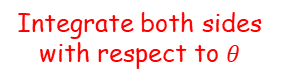 Integrate both sides
with respect to θ